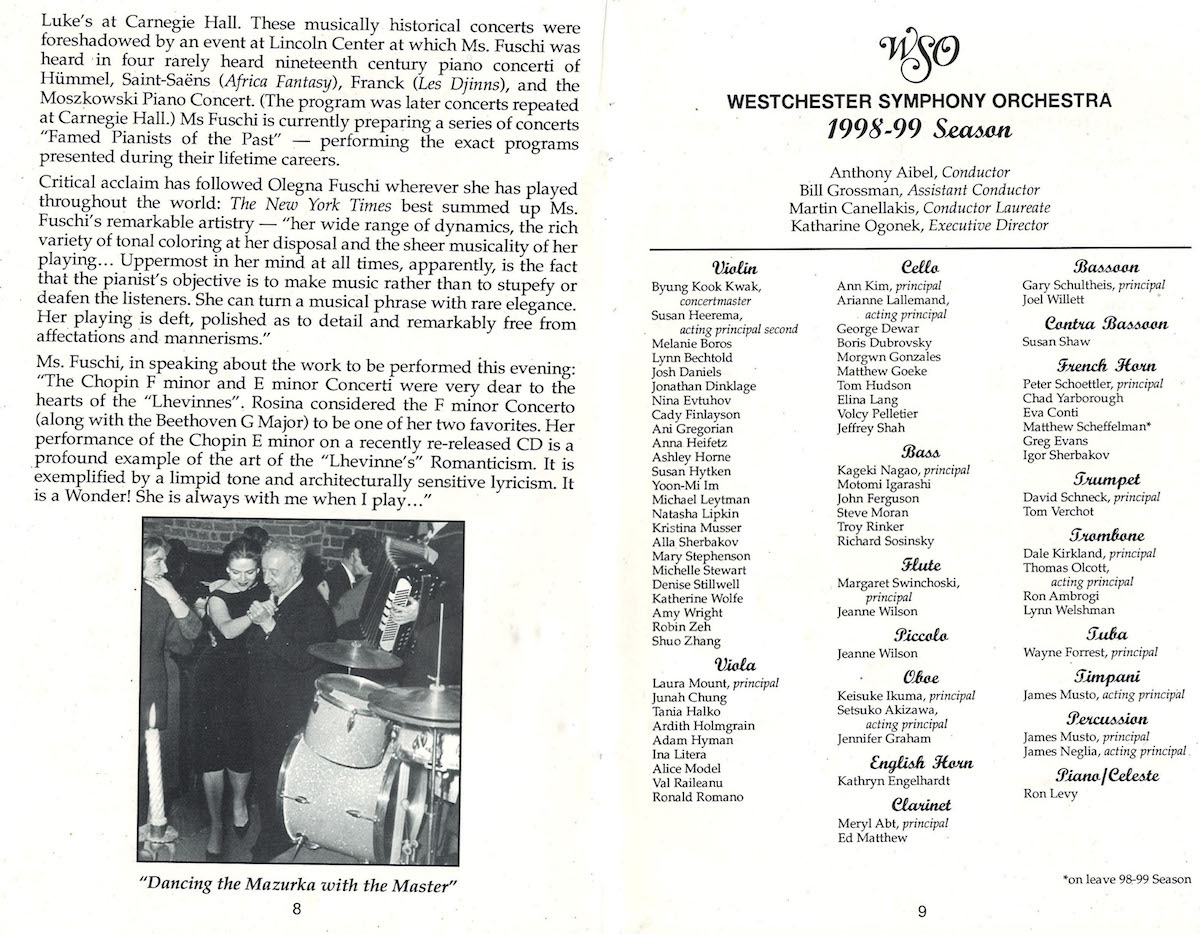 Luke's at Carnegie Hall. These musically historical concerts were
foreshadowed by an event at Lincoln Center at which Ms. Fuschi was
heard in four rarely heard nineteenth century piano concerti of
Hümmel, Saint-Saëns (Africa Fantasy), Franck (Les Djinns), and the
Moszkowski Piano Concert. (The program was later concerts repeated
at Carnegie Hall.) Ms Fuschi is currently preparing a series of concerts
"Famed Pianists of the Past" — performing the exact programs
presented during their lifetime careers.
Critical acclaim has followed Olegna Fuschi wherever she has played
throughout the world: The New York Times best summed up Ms.
Fuschi's remarkable artistry — "her wide range of dynamics, the rich
variety of tonal coloring at her disposal and the sheer musicality of her
playing... Uppermost in her mind at all times, apparently, is the fact
that the pianist's objective is to make music rather than to stupefy or
deafen the listeners. She can turn a musical phrase with rare elegance.
Her playing is deft, polished as to detail and remarkably free from
affectations and mannerisms."
Ms. Fuschi, in speaking about the work to be performed this evening:
"The Chopin F minor and E minor Concerti were very dear to the
hearts of the "Lhevinnes". Rosina considered the F minor Concerto
(along with the Beethoven G Major) to be one of her two favorites. Her
performance of the Chopin E minor on a recently re-released CD is a
profound example of the art of the "Lhevinne's" Romanticism. It is
exemplified by a limpid tone and architecturally sensitive lyricism. It
is a Wonder! She is always with me when I play..."
"Dancing the Mazurka with the Master"
8
WSO
WESTCHESTER SYMPHONY ORCHESTRA
1998-99 Season
Anthony Aibel, Conductor
Bill Grossman, Assistant Conductor
Martin Canellakis, Conductor Laureate
Katharine Ogonek, Executive Director
Violin
Byung Kook Kwak,
concertmaster
Susan Heerema,
acting principal second
Melanie Boros
Lynn Bechtold
Josh Daniels
Jonathan Dinklage
Nina Evtuhov
Cady Finlayson
Ani Gregorian
Anna Heifetz
Ashley Horne
Susan Hytken
Yoon-Mi Im
Michael Leytman
Natasha Lipkin
Kristina Musser
Alla Sherbakov
Mary Stephenson
Michelle Stewart
Denise Stillwell
Katherine Wolfe
Amy Wright
Robin Zeh
Shuo Zhang
Viola
Laura Mount, principal
Junah Chung
Tania Halko
Ardith Holmgrain
Adam Hyman
Ina Litera
Alice Model
Val Raileanu
Ronald Romano
Cello
Ann Kim, principal
Arianne Lallemand,
acting principal
George Dewar
Boris Dubrovsky
Morgwn Gonzales
Matthew Goeke
Tom Hudson
Elina Lang
Volcy Pelletier
Jeffrey Shah
Bass
Kageki Nagao, principal
Motomi Igarashi
John Ferguson
Steve Moran
Troy Rinker
Richard Sosinsky
Flute
Margaret Swinchoski,
principal
Jeanne Wilson
Piccolo
Jeanne Wilson
Oboe
Keisuke Ikuma, principal
Setsuko Akizawa,
acting principal
Jennifer Graham
English Horn
Kathryn Engelhardt
Clarinet
Meryl Abt, principal
Ed Matthew
Bassoon
Gary Schultheis, principal
Joel Willett
Contra Bassoon
Susan Shaw
French Horn
Peter Schoettler, principal
Chad Yarborough
Eva Conti
Matthew Scheffelman*
Greg Evans
Igor Sherbakov
Trumpet
David Schneck, principal
Tom Verchot
Trombone
Dale Kirkland, principal
Thomas Olcott,
acting principal
Ron Ambrogi
Lynn Welshman
Tuba
Wayne Forrest, principal
Timpani
James Musto, acting principal
Percussion
James Musto, principal
James Neglia, acting principal
Piano/Celeste
Ron Levy
*on leave 98-99 Season
9